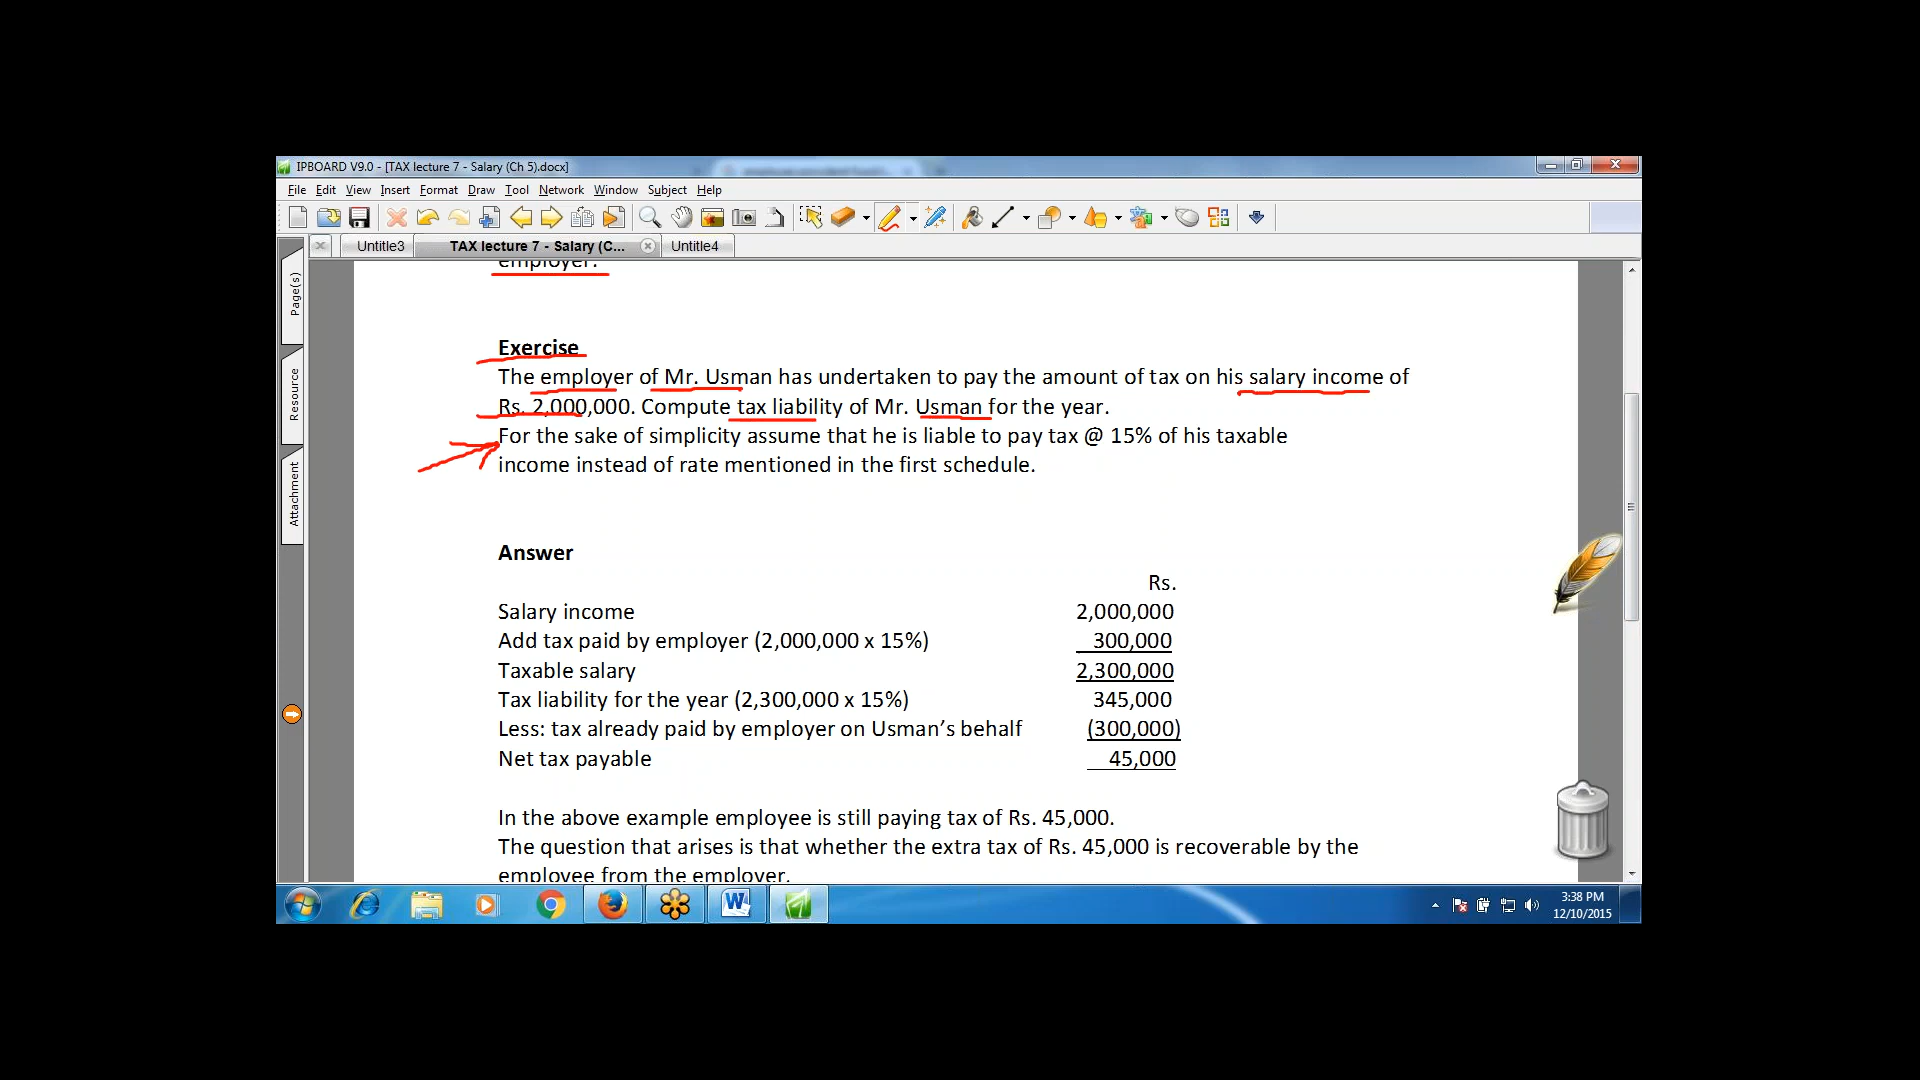 IPBOARD V9.0 - [TAX lecture 7 - Salary (Ch 5).docx]
File Edit View Insert Format Draw Tool Network Window Subject Help
Untitle3 TAX lecture 7 - Salary (C... Untitle4
Page(s)
Resource
Attachment
employer.
Exercise
The employer of Mr. Usman has undertaken to pay the amount of tax on his salary income of
Rs. 2,000,000. Compute tax liability of Mr. Usman for the year.
For the sake of simplicity assume that he is liable to pay tax @ 15% of his taxable
income instead of rate mentioned in the first schedule.
Answer
Rs.
Salary income 2,000,000
Add tax paid by employer (2,000,000 x 15%) 300,000
Taxable salary 2,300,000
Tax liability for the year (2,300,000 x 15%) 345,000
Less: tax already paid by employer on Usman’s behalf (300,000)
Net tax payable 45,000
In the above example employee is still paying tax of Rs. 45,000.
The question that arises is that whether the extra tax of Rs. 45,000 is recoverable by the
employee from the employer.
3:38 PM
12/10/2015